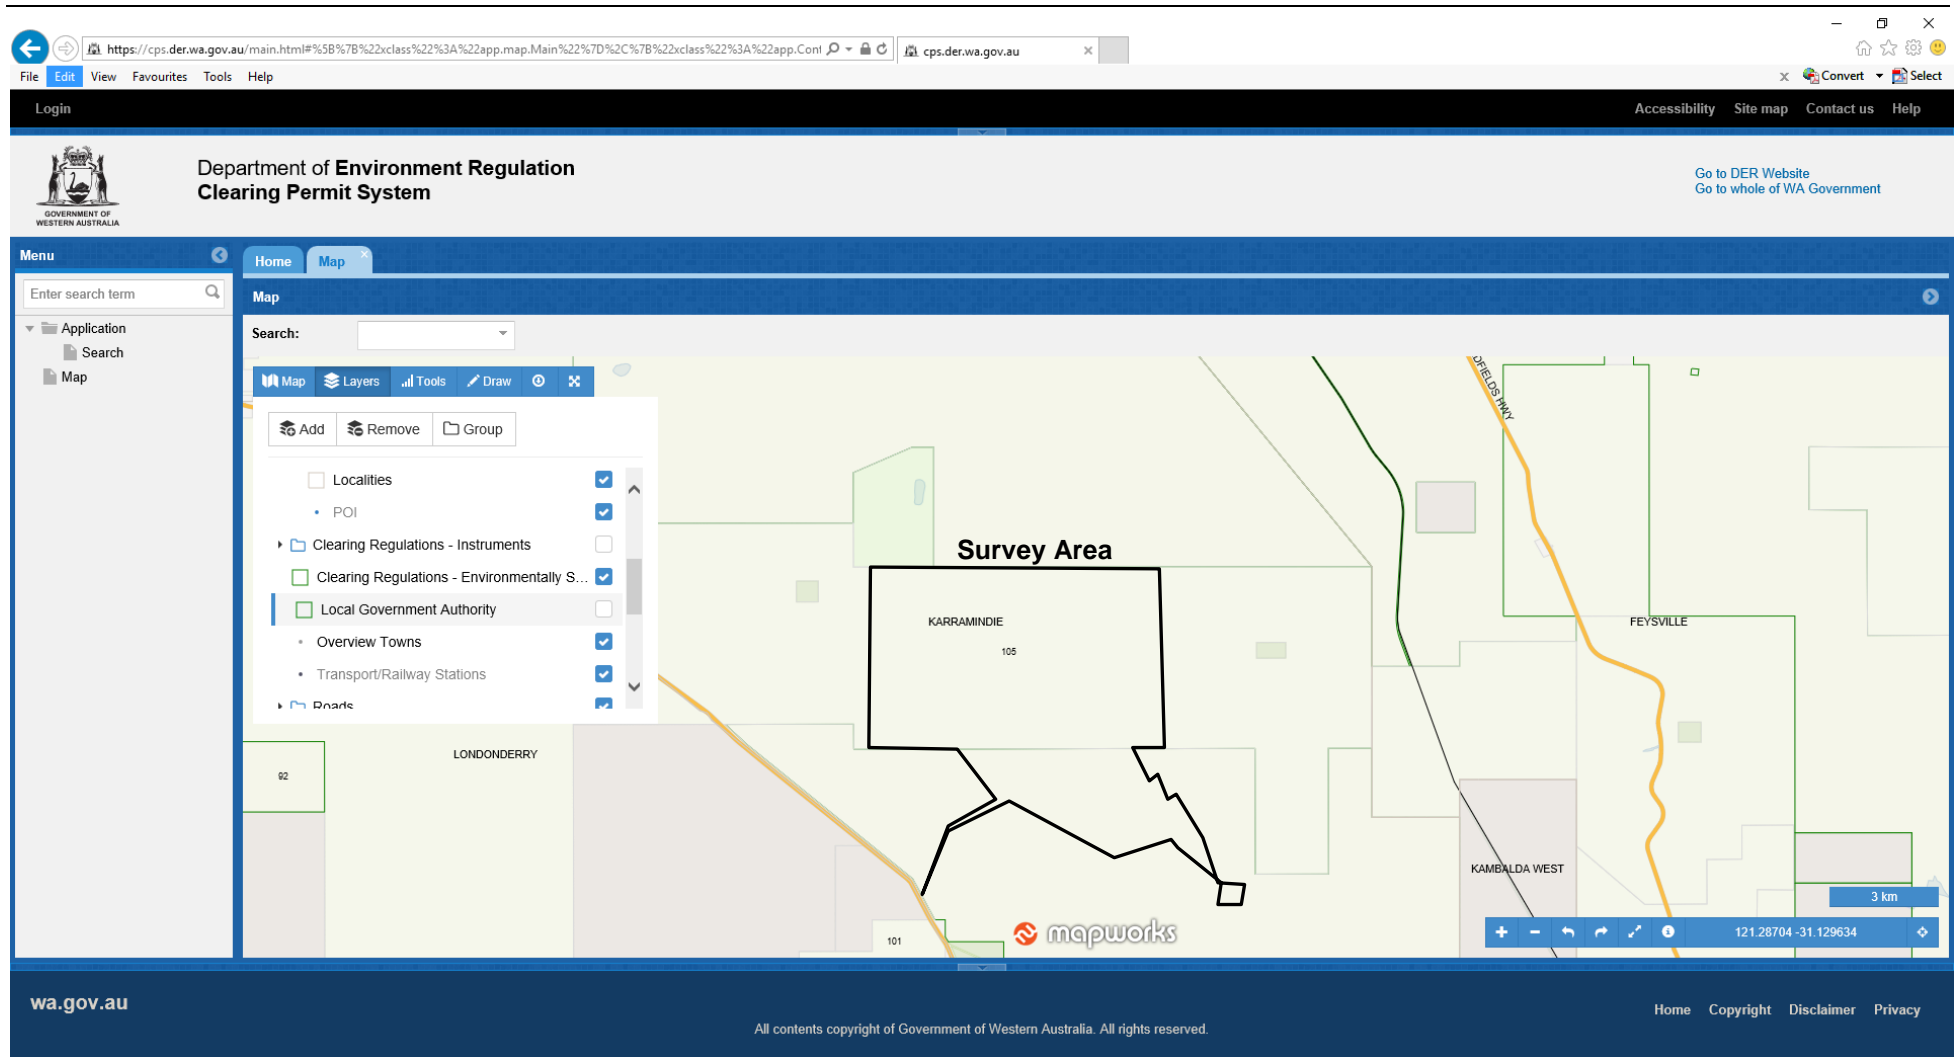 https://cps.der.wa.gov.au/main.html#%5B%7B%22xclass%22%3A%22app.map.Main%22%7D%2C%7B%22xclass%22%3A%22app.Conf
cps.der.wa.gov.au
File Edit View Favourites Tools Help
x Convert Select
Login
Accessibility Site map Contact us Help
GOVERNMENT OF
WESTERN AUSTRALIA
Department of Environment Regulation
Clearing Permit System
Go to DER Website
Go to whole of WA Government
Menu
Home Map
Enter search term
Map
Application
Search
Map
Search:
Map Layers Tools Draw
Add Remove Group
Localities
POI
Clearing Regulations - Instruments
Clearing Regulations - Environmentally S...
Local Government Authority
Overview Towns
Transport/Railway Stations
Roads
DFIELDS HWY
Survey Area
KARRAMINDIE
105
FEYSVILLE
LONDONDERRY
92
KAMBALDA WEST
101
mapworks
3 km
121.28704 -31.129634
wa.gov.au
Home Copyright Disclaimer Privacy
All contents copyright of Government of Western Australia. All rights reserved.